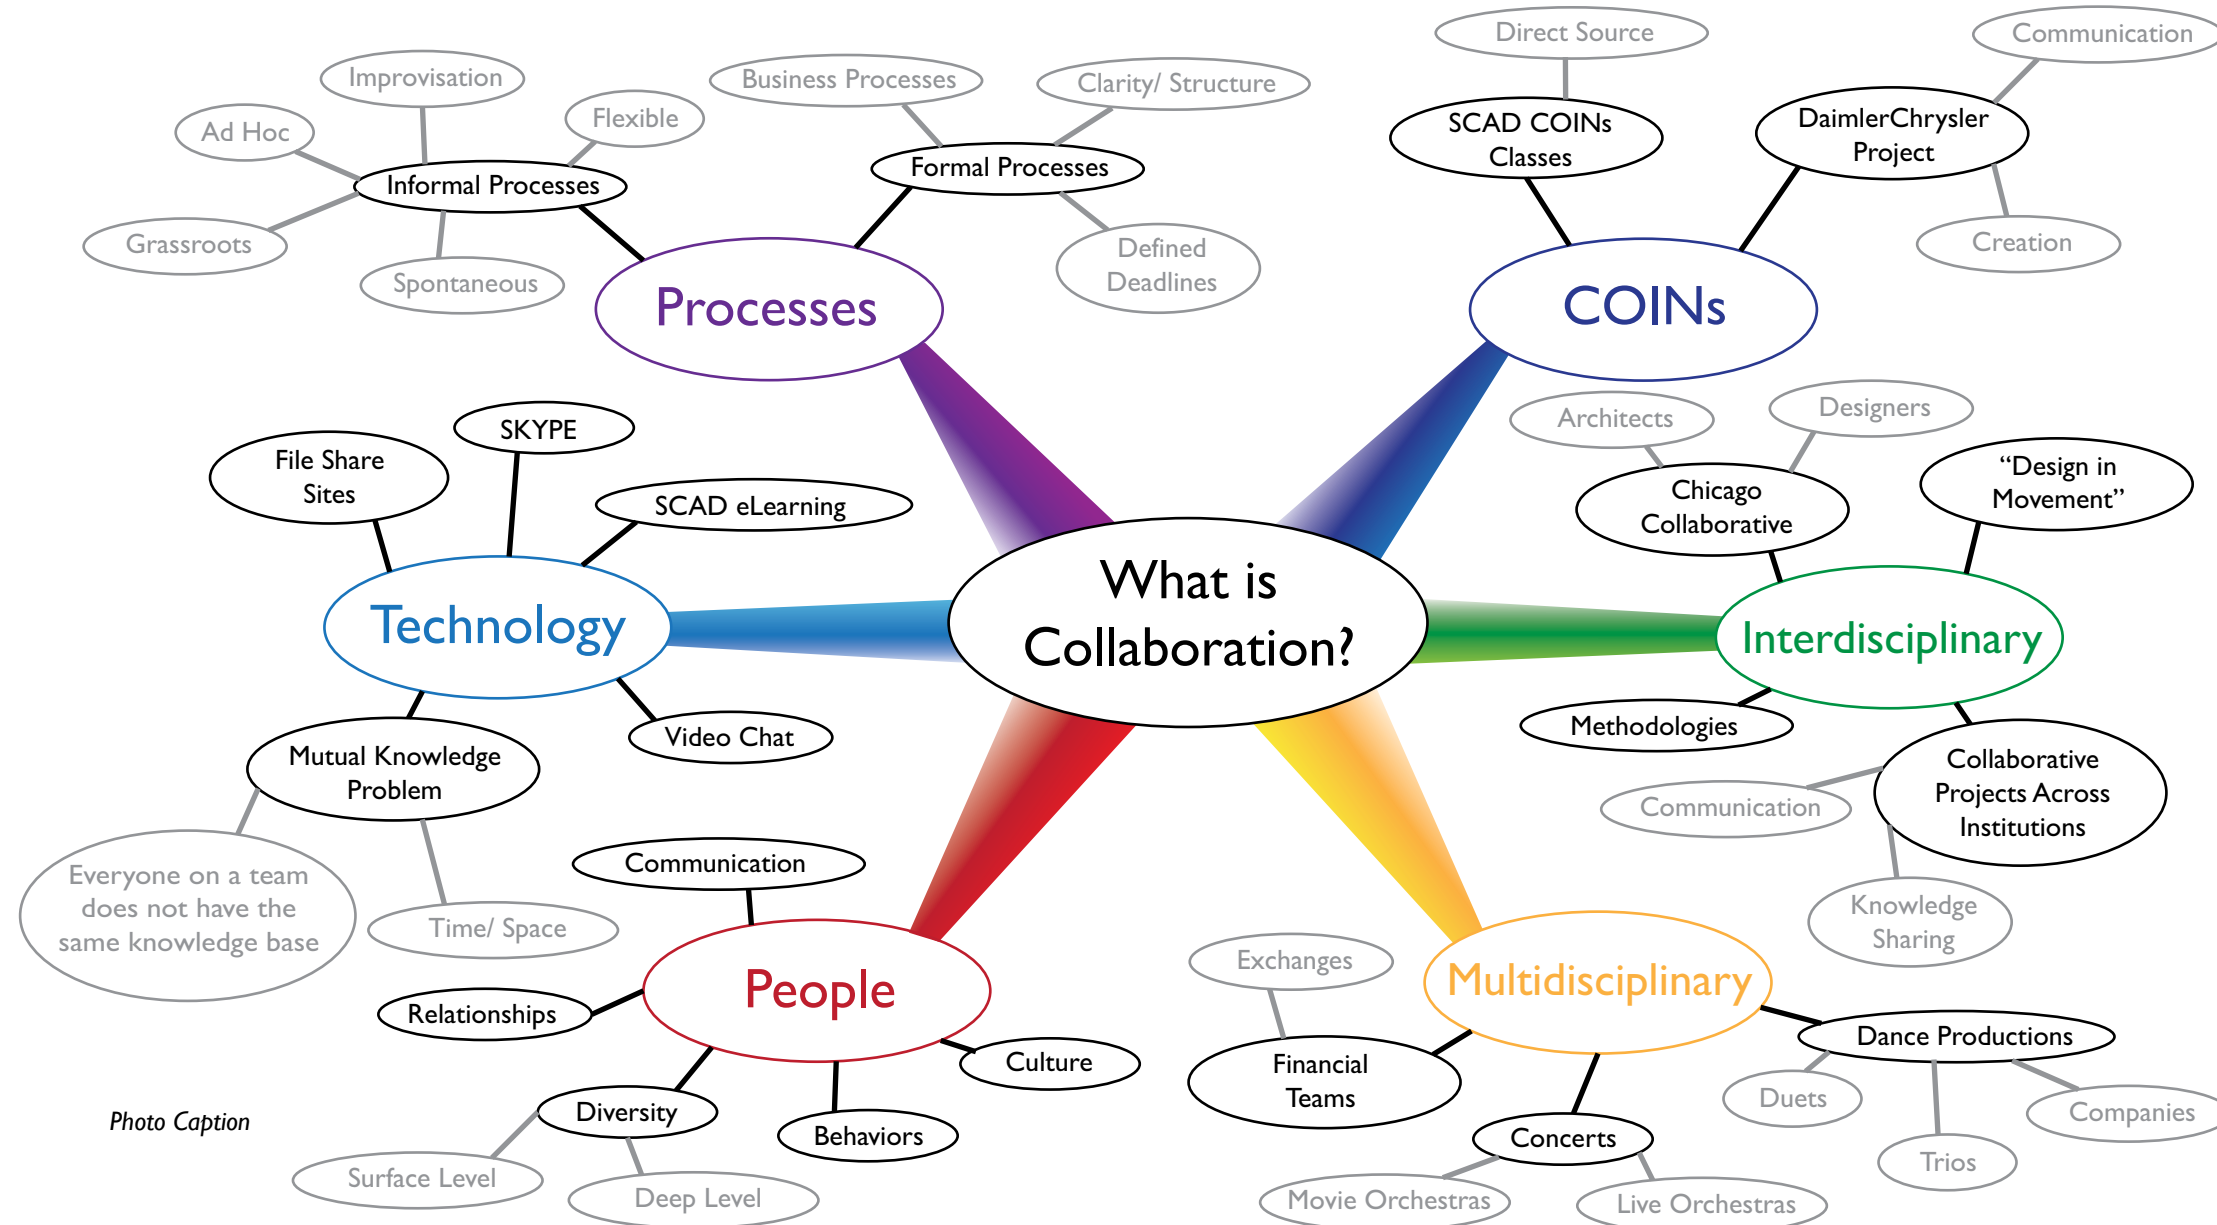 Direct Source
Communication
Improvisation
Business Processes
Clarity/ Structure
Ad Hoc
Flexible
SCAD COINs
Classes
DaimlerChrysler
Project
Informal Processes
Formal Processes
Grassroots
Spontaneous
Defined
Deadlines
Creation
Processes
COINs
SKYPE
File Share
Sites
SCAD eLearning
Architects
Designers
Chicago
Collaborative
“Design in
Movement”
What is
Collaboration?
Technology
Interdisciplinary
Methodologies
Mutual Knowledge
Problem
Video Chat
Collaborative
Projects Across
Institutions
Communication
Knowledge
Sharing
Everyone on a team
does not have the
same knowledge base
Time/ Space
Communication
People
Relationships
Culture
Diversity
Behaviors
Surface Level
Deep Level
Photo Caption
Exchanges
Multidisciplinary
Financial
Teams
Dance Productions
Duets
Trios
Companies
Concerts
Movie Orchestras
Live Orchestras